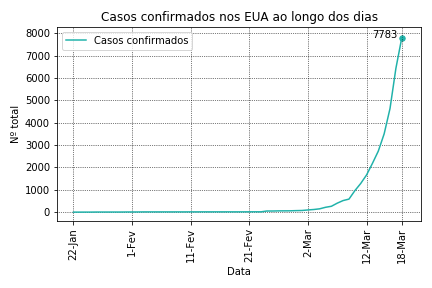 Casos confirmados nos EUA ao longo dos dias
Casos confirmados
7783
Nº total
8000
7000
6000
5000
4000
3000
2000
1000
0
22-Jan
1-Fev
11-Fev
21-Fev
2-Mar
12-Mar
18-Mar
Data